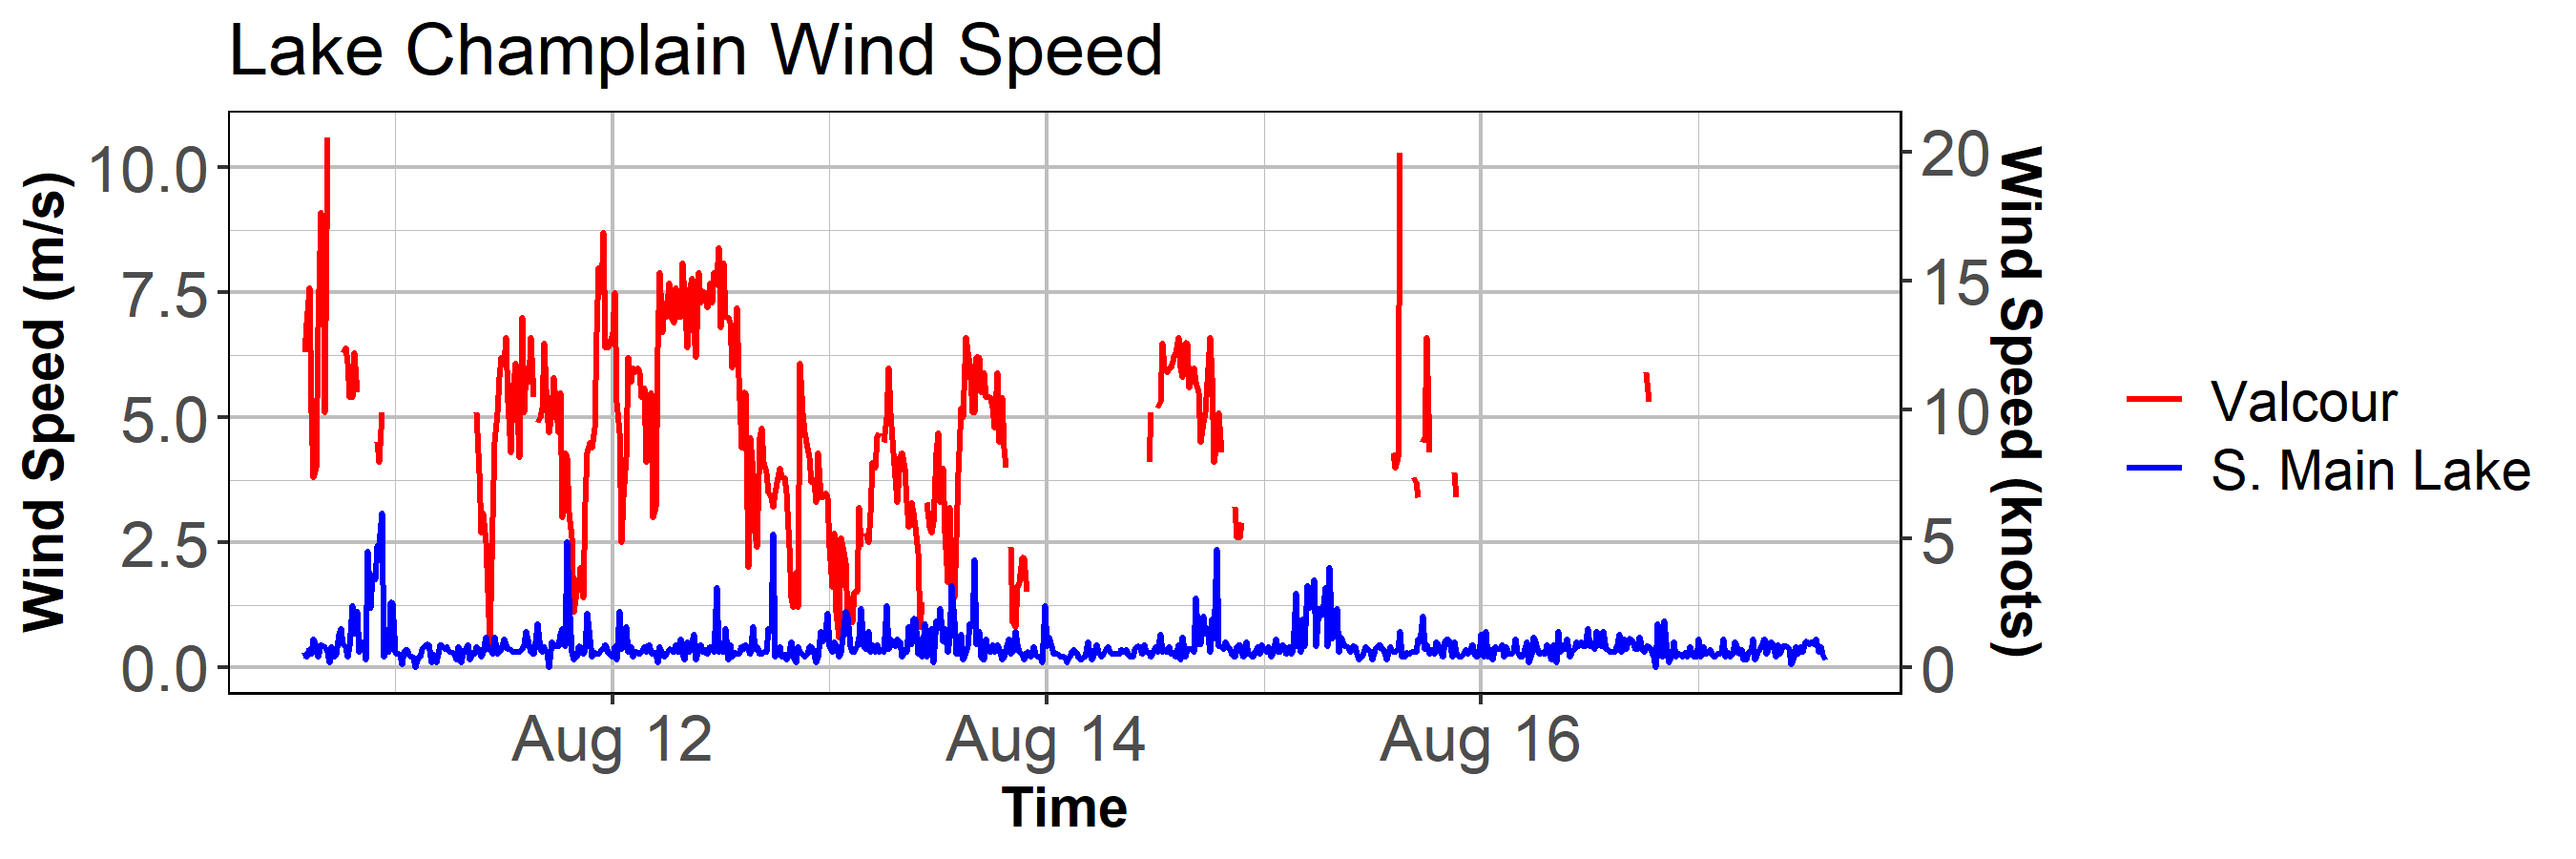 Lake Champlain Wind Speed
Wind Speed (m/s)
10.0
7.5
5.0
2.5
0.0
20
15
10
5
0
Wind Speed (knots)
Aug 12
Aug 14
Aug 16
Time
Valcour
S. Main Lake